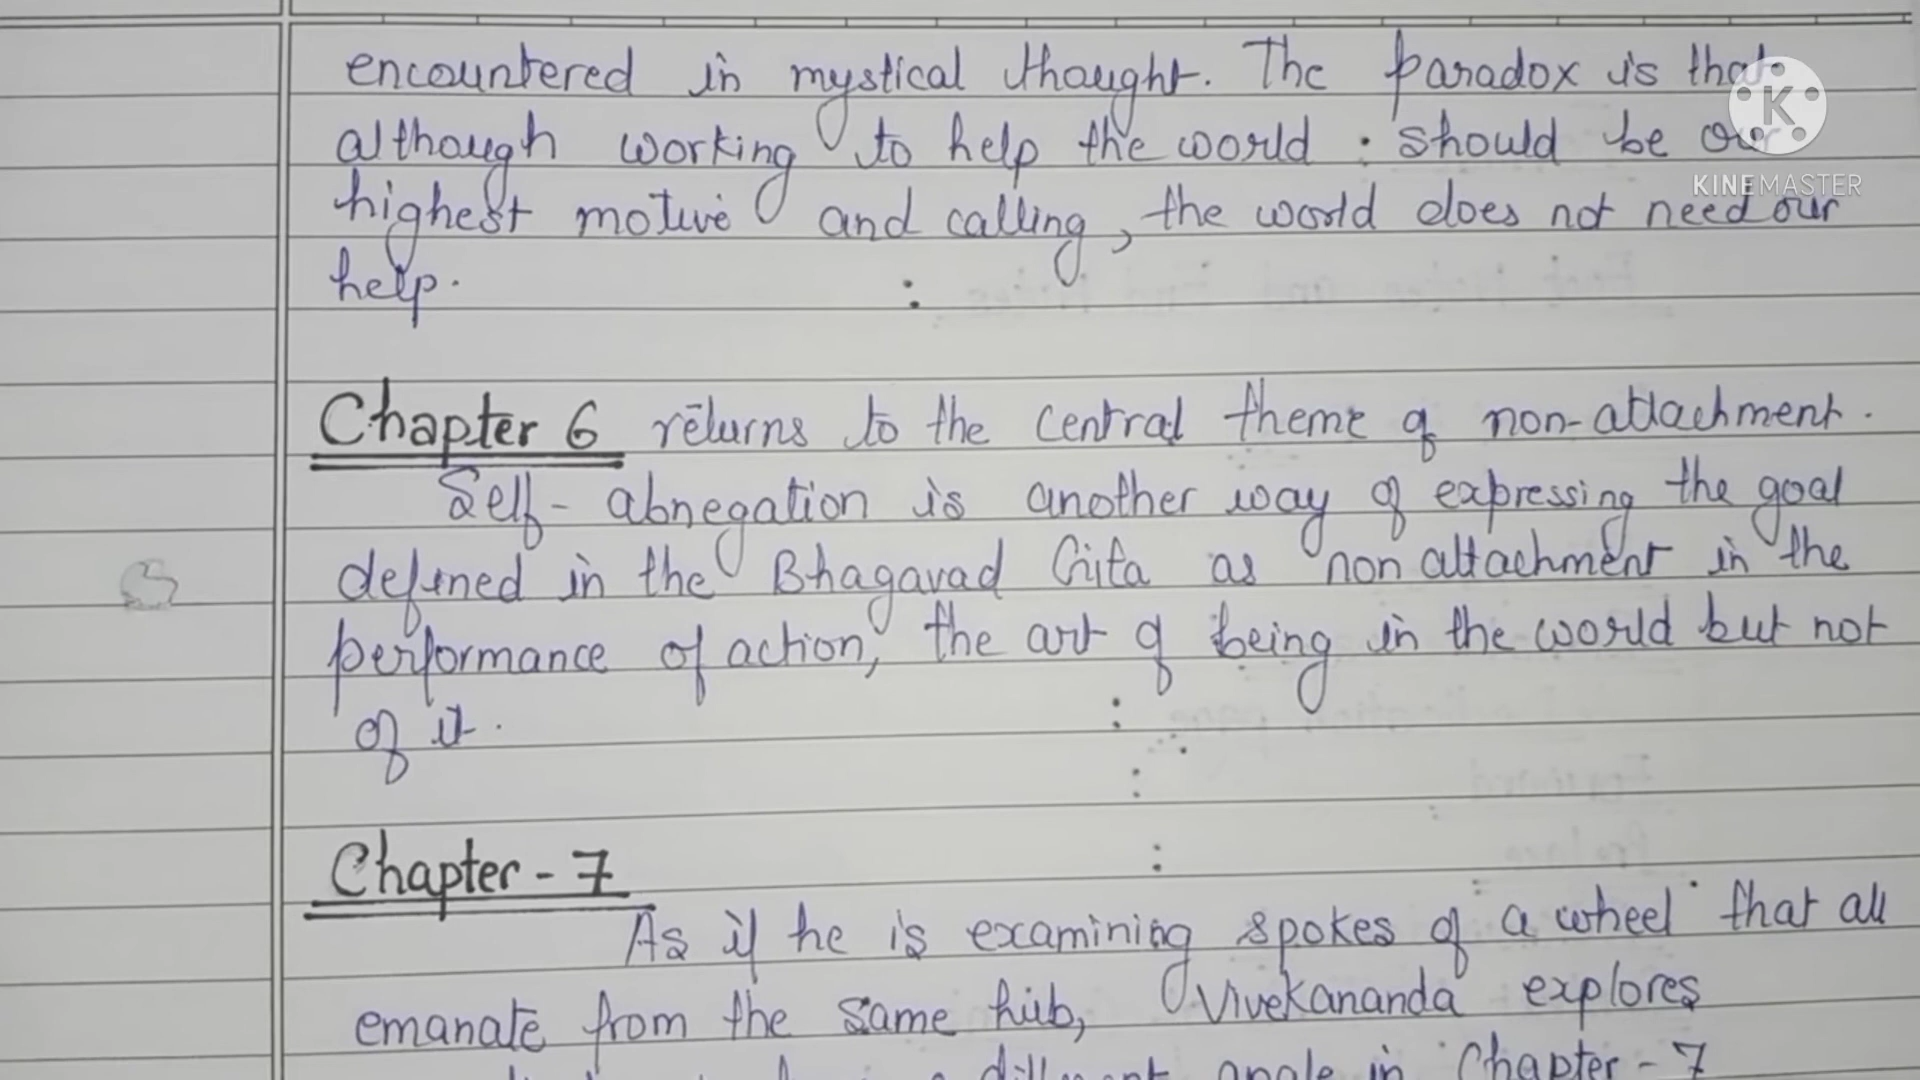 encountered in mystical thought. The paradox is that
although working to help the world should be our
highest motive and calling, the world does not need our
help.
Chapter 6 returns to the central theme of non-attachment.
Self-abnegation is another way of expressing the goal
defined in the Bhagavad Gita as non attachment in the
performance of action, the art of being in the world but not
of it.
Chapter - 7
As if he is examining spokes of a wheel that all
emanate from the same hub, Vivekananda explores
different angle in Chapter - 7
K
KINEMASTER